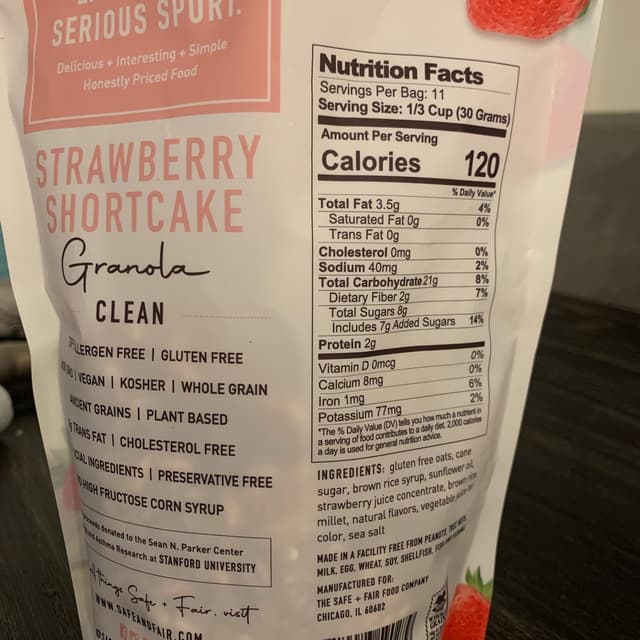 SERIOUS SPORT.
Delicious + Interesting + Simple
Honestly Priced Food
STRAWBERRY
SHORTCAKE
Granola
CLEAN
ALLERGEN FREE | GLUTEN FREE
| VEGAN | KOSHER | WHOLE GRAIN
ANCIENT GRAINS | PLANT BASED
TRANS FAT | CHOLESTEROL FREE
INGREDIENTS | PRESERVATIVE FREE
HIGH FRUCTOSE CORN SYRUP
donated to the Sean N. Parker Center
Asthma Research at STANFORD UNIVERSITY
things Safe + Fair, visit
WWW.SAFEANDFAIR.COM
Nutrition Facts
Servings Per Bag: 11
Serving Size: 1/3 Cup (30 Grams)
Amount Per Serving
Calories 120
% Daily Value*
Total Fat 3.5g 4%
Saturated Fat 0g 0%
Trans Fat 0g
Cholesterol 0mg 0%
Sodium 40mg 2%
Total Carbohydrate 21g 8%
Dietary Fiber 2g 7%
Total Sugars 8g
Includes 7g Added Sugars 14%
Protein 2g
Vitamin D 0mcg 0%
Calcium 8mg 0%
Iron 1mg 6%
Potassium 77mg 2%
*The % Daily Value (DV) tells you how much a nutrient in
a serving of food contributes to a daily diet. 2,000 calories
a day is used for general nutrition advice.
INGREDIENTS: gluten free oats, cane
sugar, brown rice syrup, sunflower oil,
strawberry juice concentrate, brown rice
millet, natural flavors, vegetable juice for
color, sea salt
MADE IN A FACILITY FREE FROM PEANUTS, TREE NUTS,
MILK, EGG, WHEAT, SOY, SHELLFISH, FISH
MANUFACTURED FOR:
THE SAFE + FAIR FOOD COMPANY
CHICAGO, IL 60602